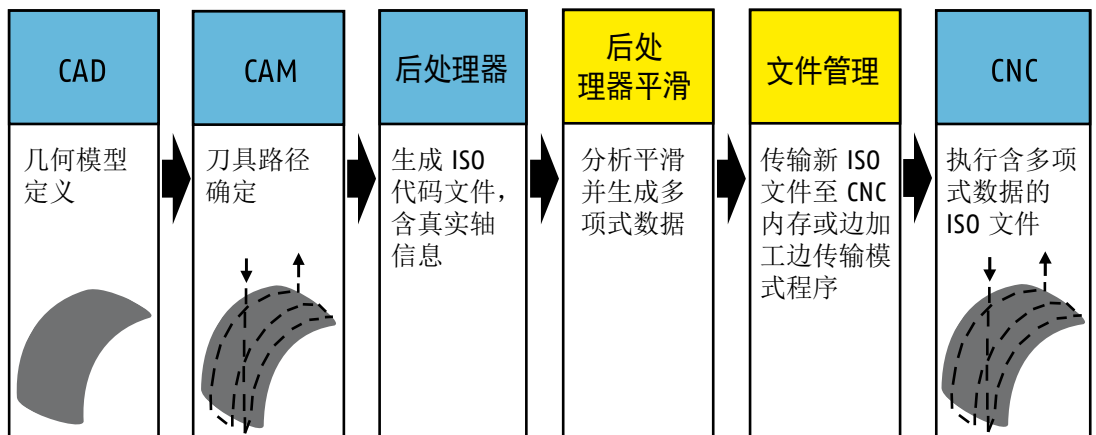 CAD
几何模型
定义
CAM
刀具路径
确定
后处理器
生成 ISO
代码文件，
含真实轴
信息
后处
理器平滑
分析平滑
并生成多
项式数据
文件管理
传输新 ISO
文件至 CNC
内存或边加
工边传输模
式程序
CNC
执行含多项
式数据的
ISO 文件